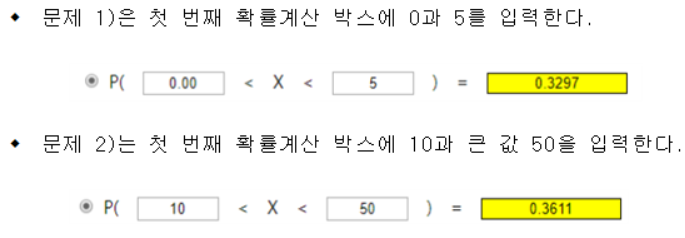 ◆ 문제 1)은 첫 번째 확률계산 박스에 0과 5를 입력한다.
P( 0.00 < X < 5 ) = 0.3297
◆ 문제 2)는 첫 번째 확률계산 박스에 10과 큰 값 50을 입력한다.
P( 10 < X < 50 ) = 0.3611